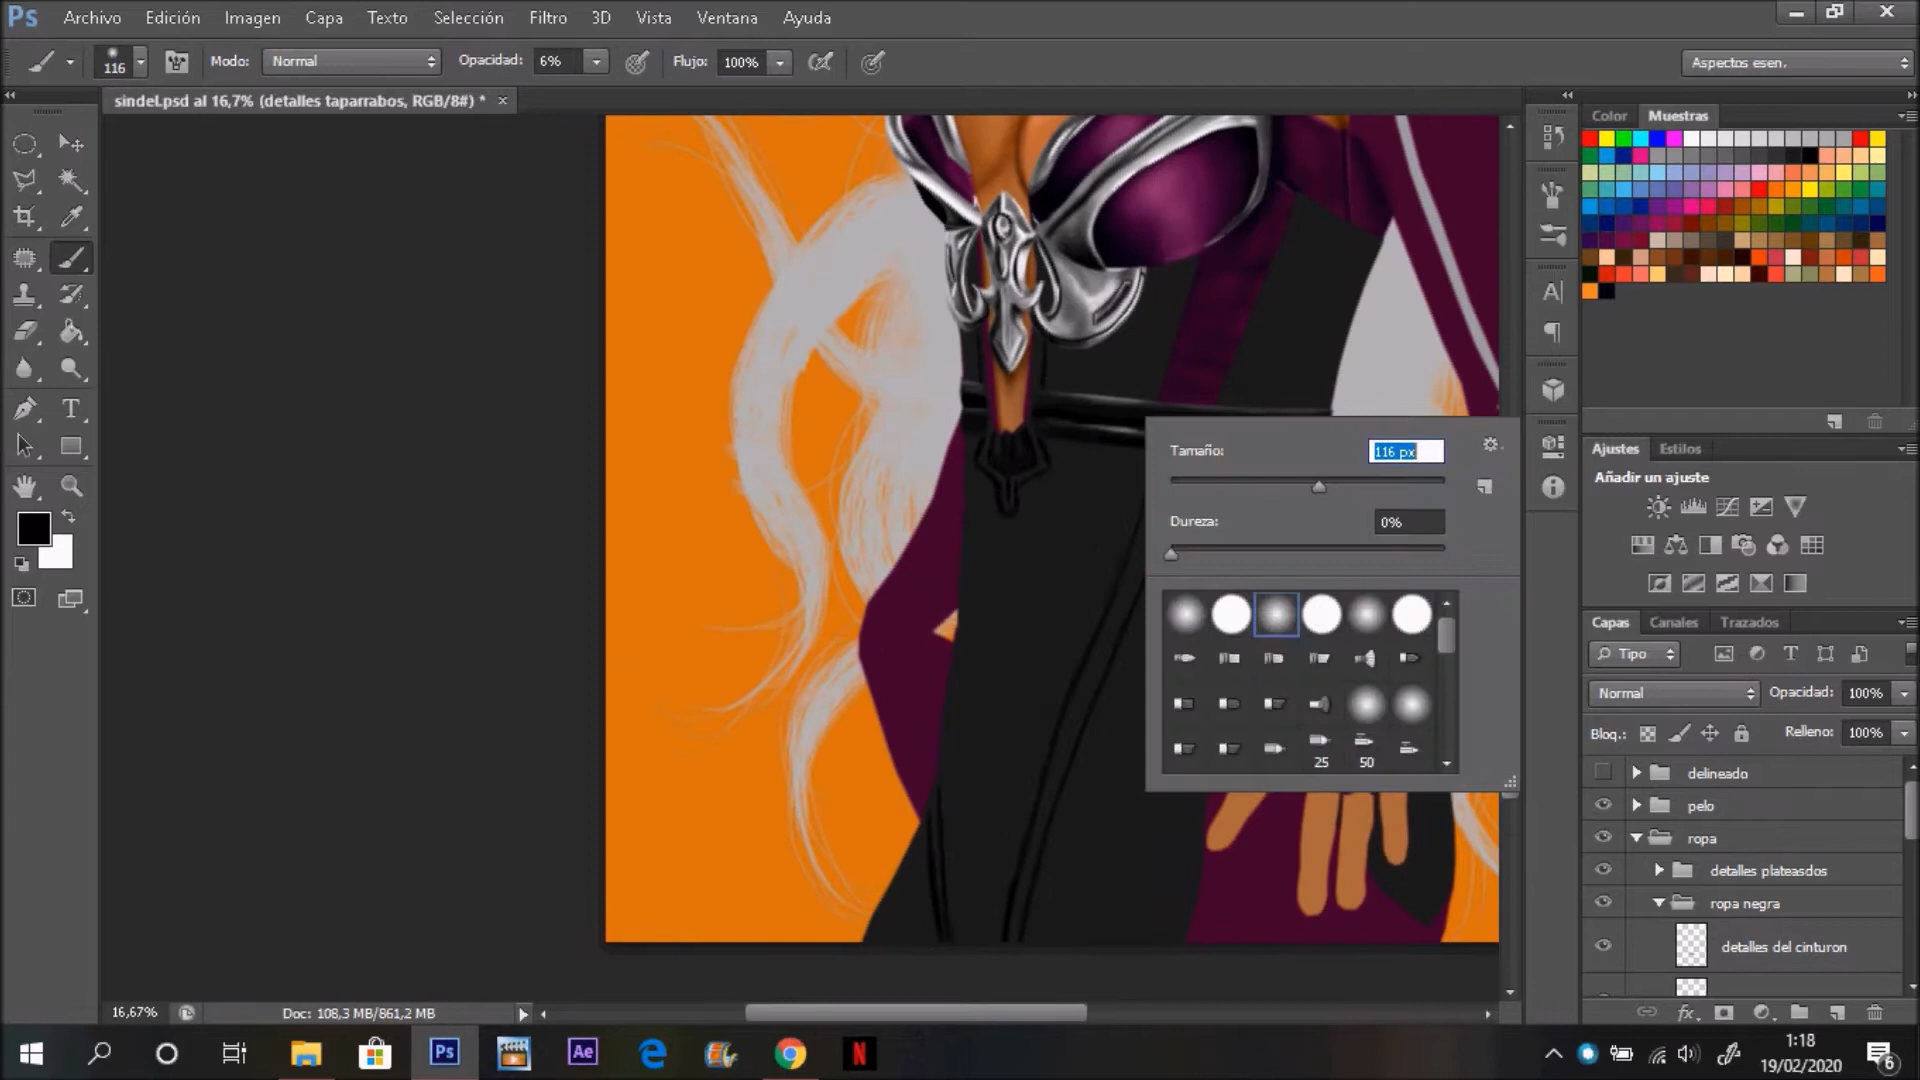 Ps Archivo Edición Imagen Capa Texto Selección Filtro 3D Vista Ventana Ayuda
116 Modo: Normal Opacidad: 6% Flujo: 100% Aspectos esen.
sindel.psd al 16,7% (detalles taparrabos, RGB/8#) * ×
Color Muestras
Tamaño: 116 px
Dureza: 0%
25 50
Ajustes Estilos
Añadir un ajuste
Capas Canales Trazados
Tipo
Normal Opacidad: 100%
Bloq.: Relleno: 100%
delineado
pelo
ropa
detalles plateasdos
ropa negra
detalles del cinturon
fx
16,67% Doc: 108,3 MB/861,2 MB
Ps Ae N
1:18
19/02/2020
6